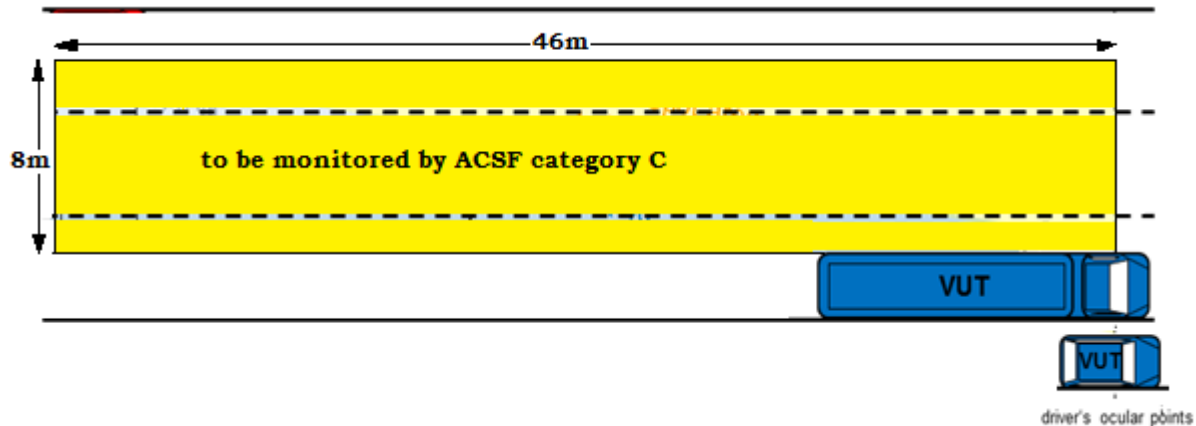 46m
8m
to be monitored by ACSF category C
VUT
VUT
driver's ocular points